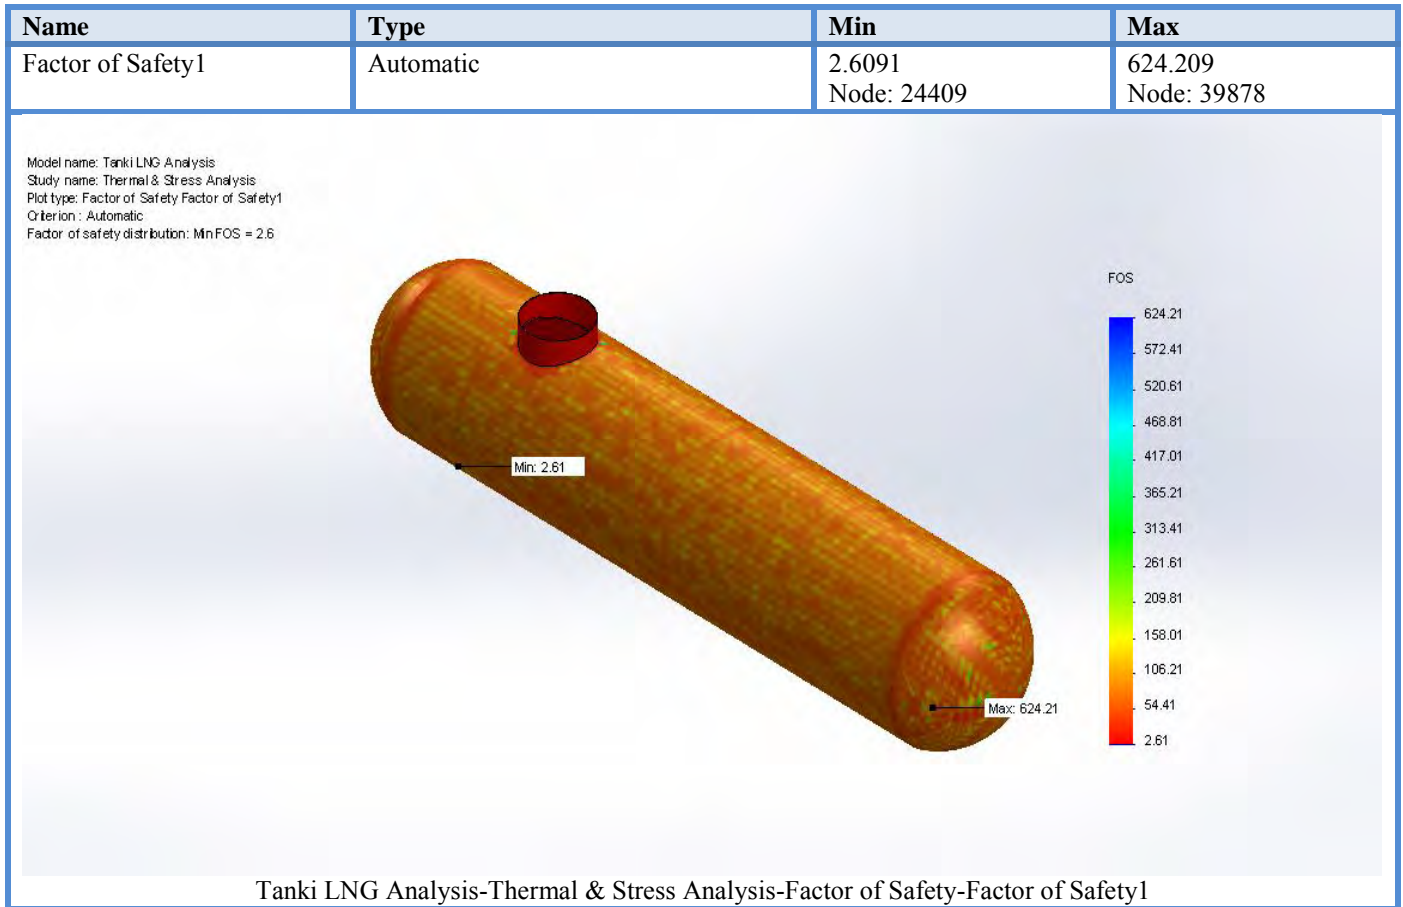 Name Type Min Max
Factor of Safety1 Automatic 2.6091 624.209
Node: 24409 Node: 39878
Model name: Tanki LNG Analysis
Study name: Thermal & Stress Analysis
Plot type: Factor of Safety Factor of Safety1
Criterion : Automatic
Factor of safety distribution: Min FOS = 2.6
FOS
624.21
572.41
520.61
468.81
417.01
365.21
313.41
261.61
209.81
158.01
106.21
54.41
2.61
Min: 2.61
Max: 624.21
Tanki LNG Analysis-Thermal & Stress Analysis-Factor of Safety-Factor of Safety1